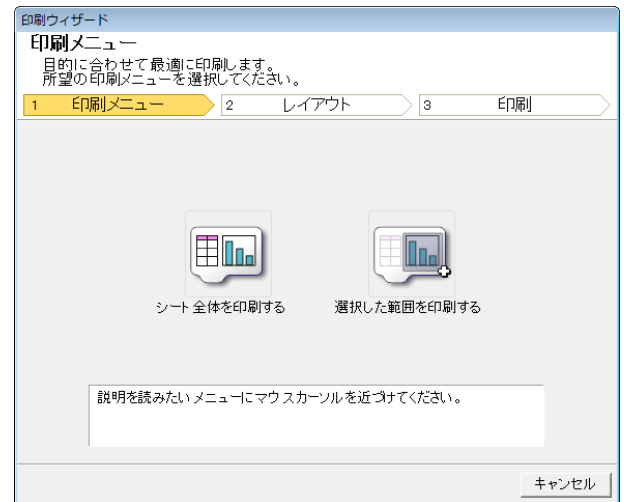 印刷ウィザード
印刷メニュー
目的に合わせて最適に印刷します。
所望の印刷メニューを選択してください。
1 印刷メニュー 2 レイアウト 3 印刷
シート全体を印刷する 選択した範囲を印刷する
説明を読みたいメニューにマウスカーソルを近づけてください。
キャンセル